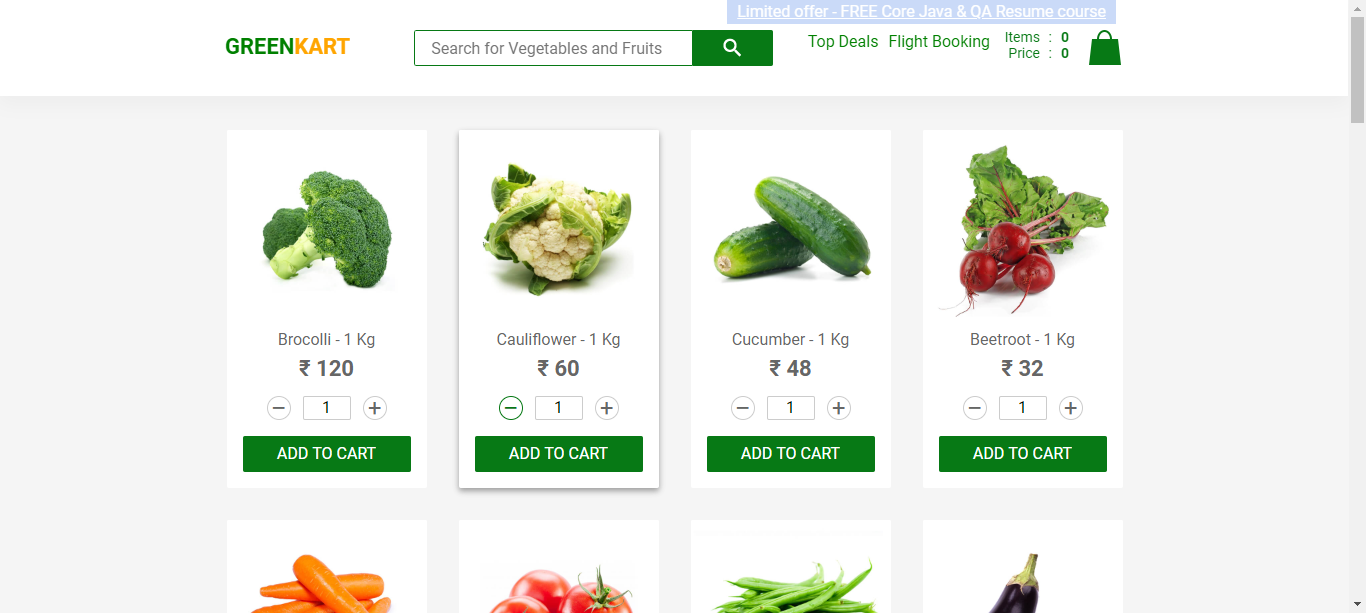 Limited offer - FREE Core Java & QA Resume course
GREENKART
Search for Vegetables and Fruits
Top Deals Flight Booking
Items : 0
Price : 0
Brocolli - 1 Kg
₹ 120
− 1 +
ADD TO CART
Cauliflower - 1 Kg
₹ 60
− 1 +
ADD TO CART
Cucumber - 1 Kg
₹ 48
− 1 +
ADD TO CART
Beetroot - 1 Kg
₹ 32
− 1 +
ADD TO CART